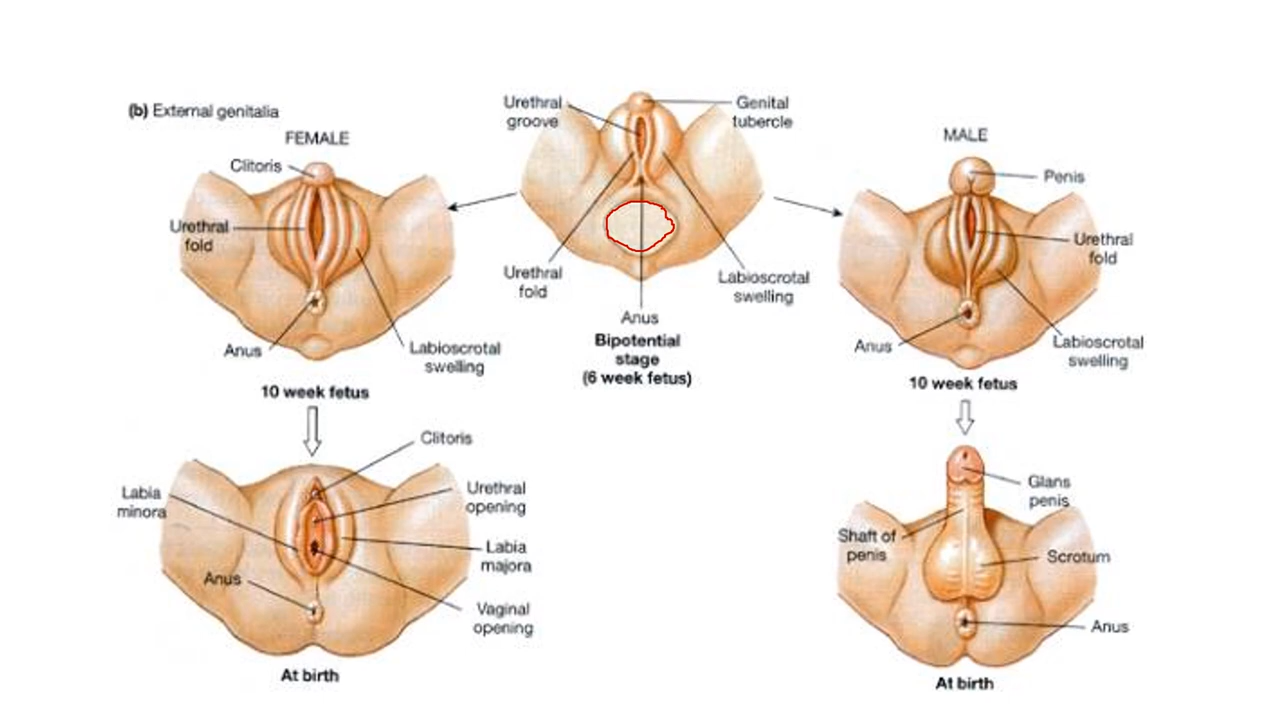 (b) External genitalia
FEMALE
Clitoris
Urethral
fold
Anus
Labioscrotal
swelling
10 week fetus
Urethral
groove
Genital
tubercle
Urethral
fold
Labioscrotal
swelling
Anus
Bipotential
stage
(6 week fetus)
MALE
Penis
Urethral
fold
Anus
Labioscrotal
swelling
10 week fetus
Clitoris
Labia
minora
Urethral
opening
Labia
majora
Anus
Vaginal
opening
At birth
Glans
penis
Shaft of
penis
Scrotum
Anus
At birth